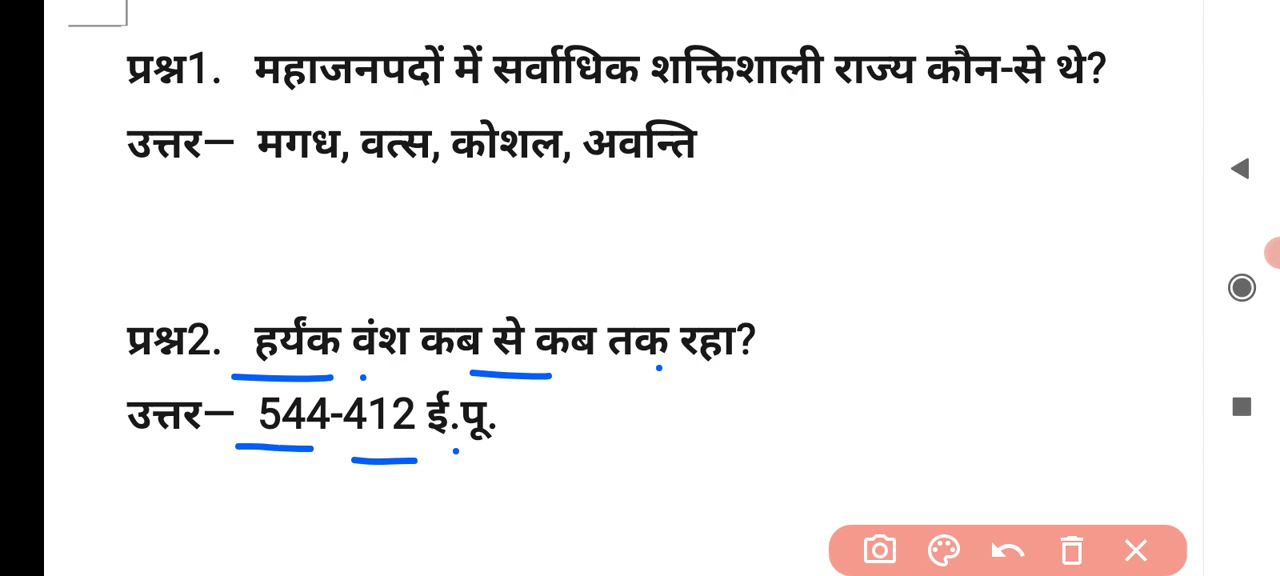 प्रश्न1. महाजनपदों में सर्वाधिक शक्तिशाली राज्य कौन-से थे?
उत्तर– मगध, वत्स, कोशल, अवन्ति
प्रश्न2. हर्यंक वंश कब से कब तक रहा?
उत्तर– 544-412 ई.पू.